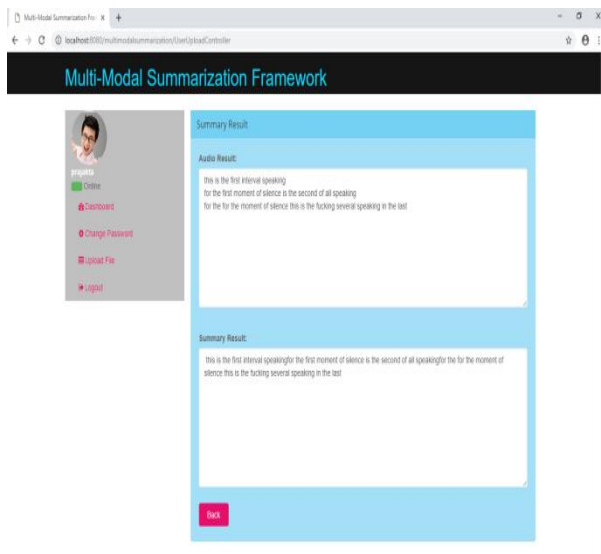 Multi-Modal Summarization Fra
localhost:8080/multimodalsummarization/UserUploadController
Multi-Modal Summarization Framework
prajakta
Online
Dashboard
Change Password
Upload File
Logout
Summary Result
Audio Result:
this is the first interval speaking
for the first moment of silence is the second of all speaking
for the for the moment of silence this is the fucking several speaking in the last
Summary Result:
this is the first interval speakingfor the first moment of silence is the second of all speakingfor the for the moment of
silence this is the fucking several speaking in the last
Back